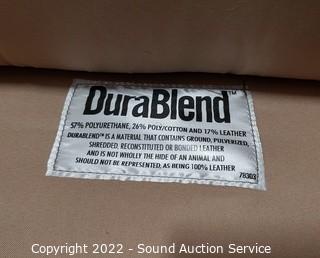 DuraBlend™
57% POLYURETHANE, 26% POLY/COTTON AND 17% LEATHER
DURABLEND™ IS A MATERIAL THAT CONTAINS GROUND, PULVERIZED,
SHREDDED, RECONSTITUTED OR BONDED LEATHER
AND IS NOT WHOLLY THE HIDE OF AN ANIMAL AND
SHOULD NOT BE REPRESENTED, AS BEING 100% LEATHER
78303
Copyright 2022 - Sound Auction Service